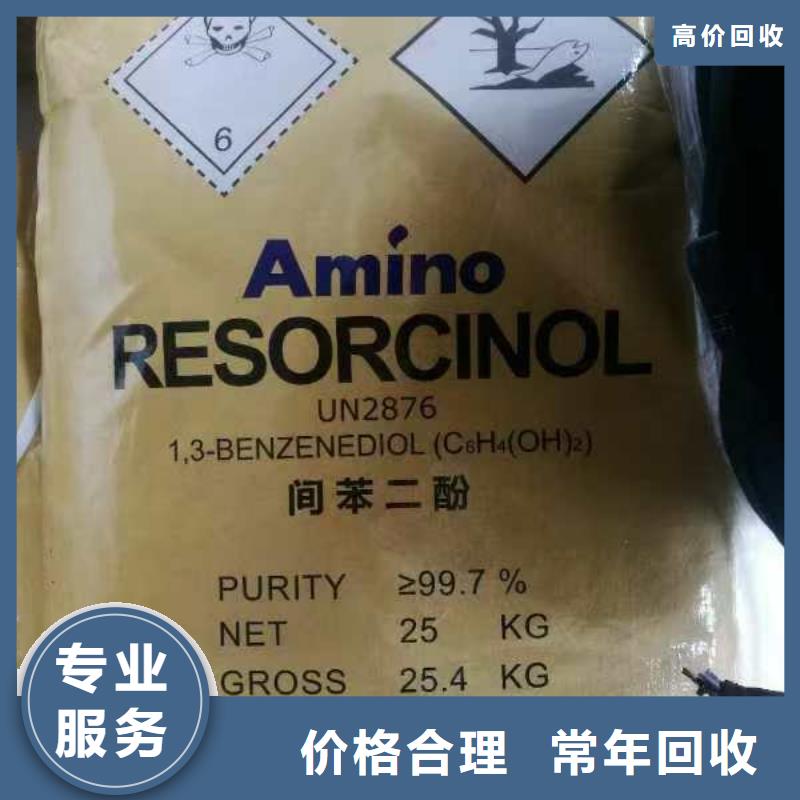 高价回收
6
Amino
RESORCINOL
UN2876
1,3-BENZENEDIOL (C₆H₄(OH)₂)
间苯二酚
PURITY ≥99.7 %
NET 25 KG
GROSS 25.4 KG
专业
服务
价格合理 常年回收